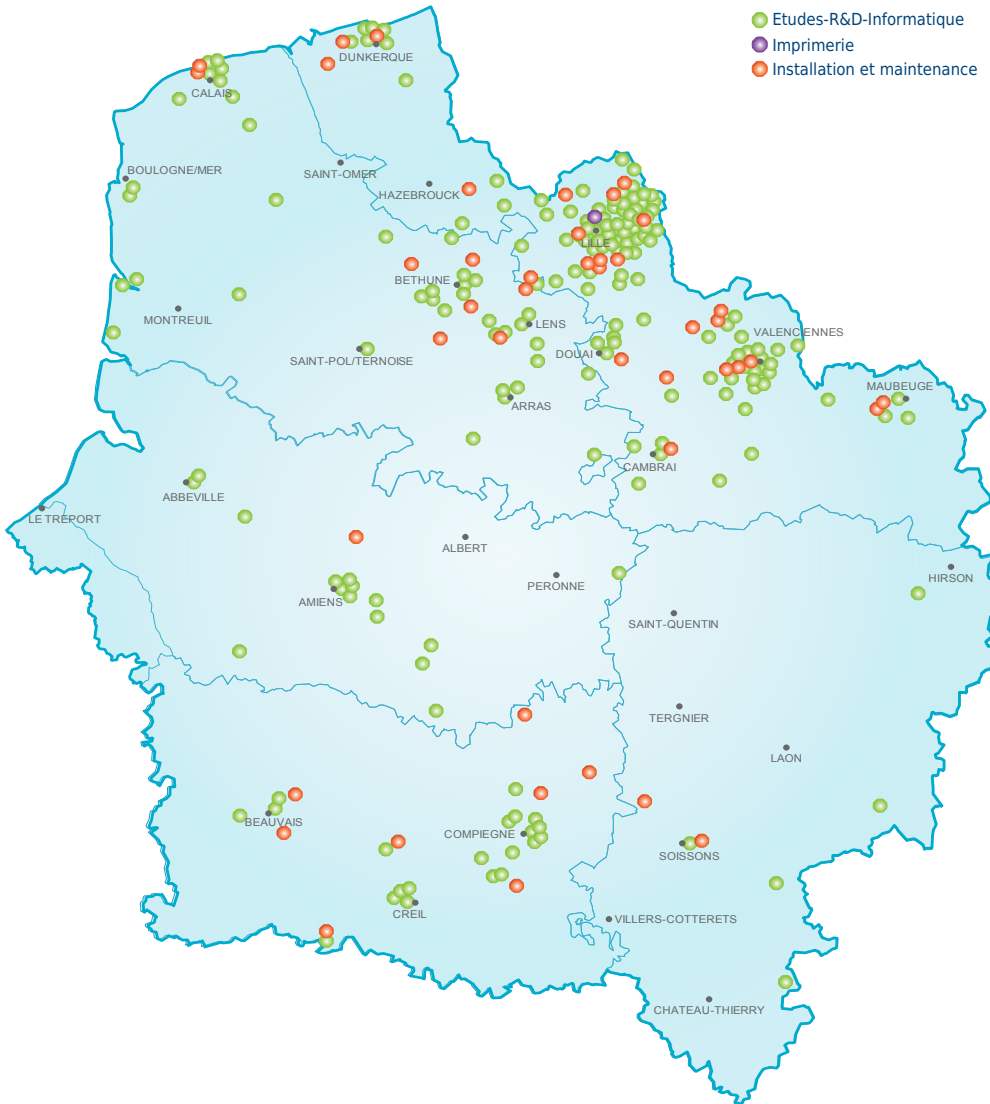 Etudes-R&D-Informatique
Imprimerie
Installation et maintenance
DUNKERQUE
CALAIS
BOULOGNE/MER
SAINT-OMER
HAZEBROUCK
LILLE
BETHUNE
MONTREUIL
LENS
VALENCIENNES
SAINT-POL/TERNOISE
DOUAI
MAUBEUGE
ARRAS
CAMBRAI
ABBEVILLE
LE TREPORT
ALBERT
HIRSON
PERONNE
AMIENS
SAINT-QUENTIN
TERGNIER
LAON
BEAUVAIS
COMPIEGNE
SOISSONS
CREIL
VILLERS-COTTERETS
CHATEAU-THIERRY